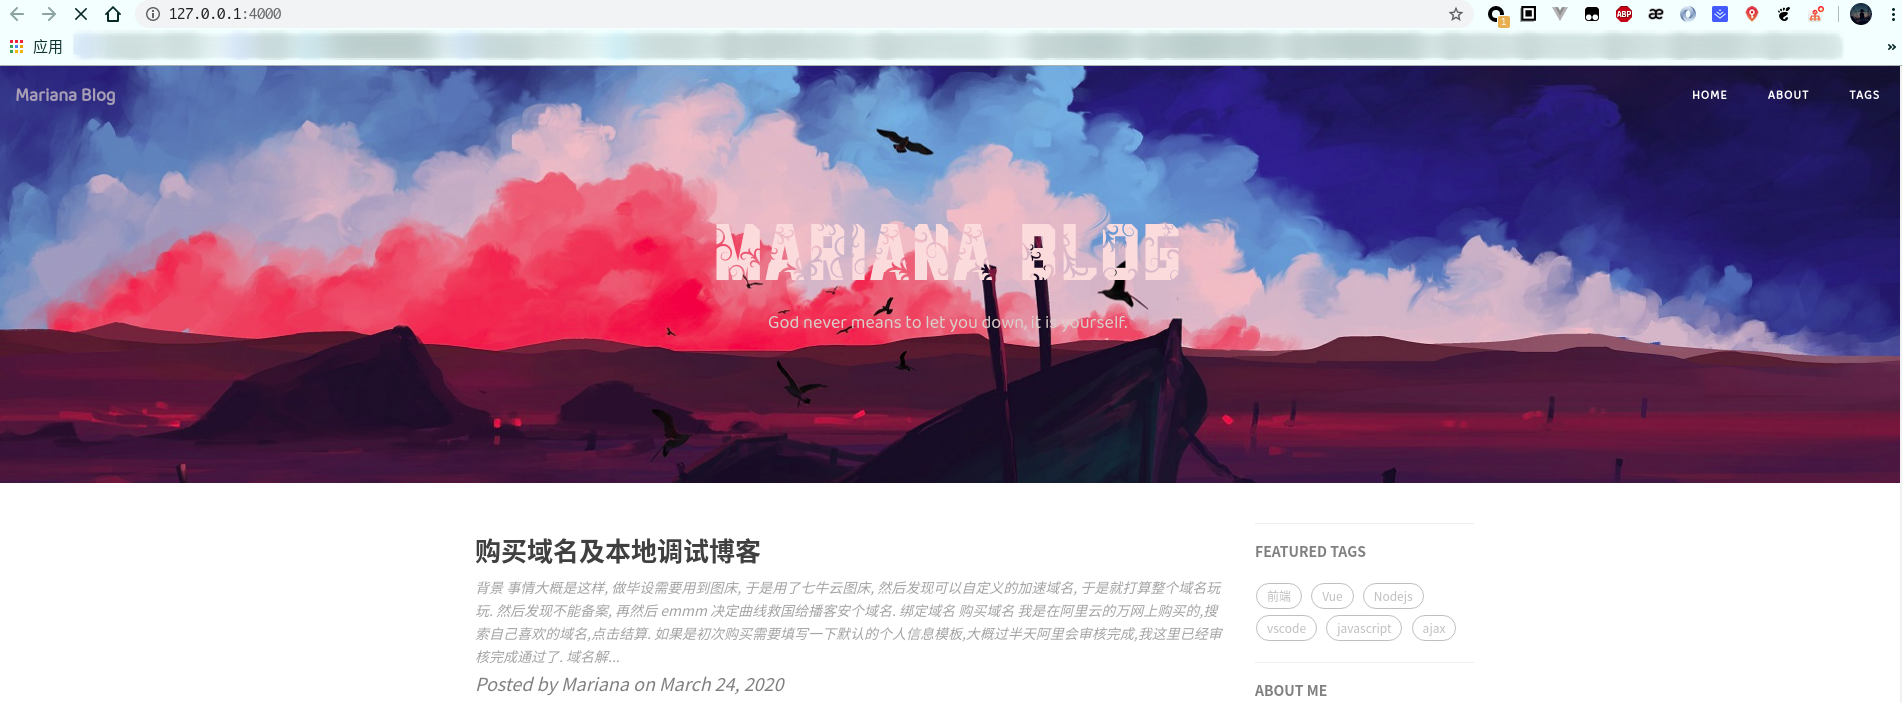 127.0.0.1:4000
1
ABP
æ
应用
»
Mariana Blog
HOME
ABOUT
TAGS
MARIANA BLOG
God never means to let you down, it is yourself.
购买域名及本地调试博客
背景 事情大概是这样, 做毕设需要用到图床, 于是用了七牛云图床, 然后发现可以自定义的加速域名, 于是就打算整个域名玩
玩. 然后发现不能备案, 再然后 emmm 决定曲线救国给播客安个域名. 绑定域名 购买域名 我是在阿里云的万网上购买的,搜
索自己喜欢的域名,点击结算. 如果是初次购买需要填写一下默认的个人信息模板,大概过半天阿里会审核完成,我这里已经审
核完成通过了. 域名解...
Posted by Mariana on March 24, 2020
FEATURED TAGS
前端 Vue Nodejs
vscode javascript ajax
ABOUT ME